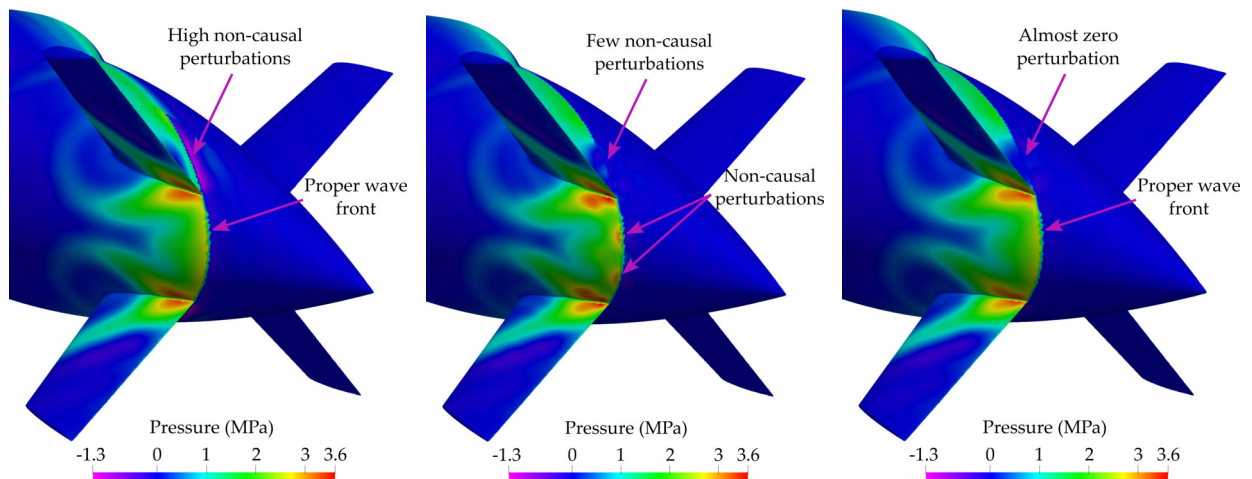 High non-causal
perturbations
Proper wave
front
Pressure (MPa)
-1.3 0 1 2 3 3.6
Few non-causal
perturbations
Non-causal
perturbations
Pressure (MPa)
-1.3 0 1 2 3 3.6
Almost zero
perturbation
Proper wave
front
Pressure (MPa)
-1.3 0 1 2 3 3.6